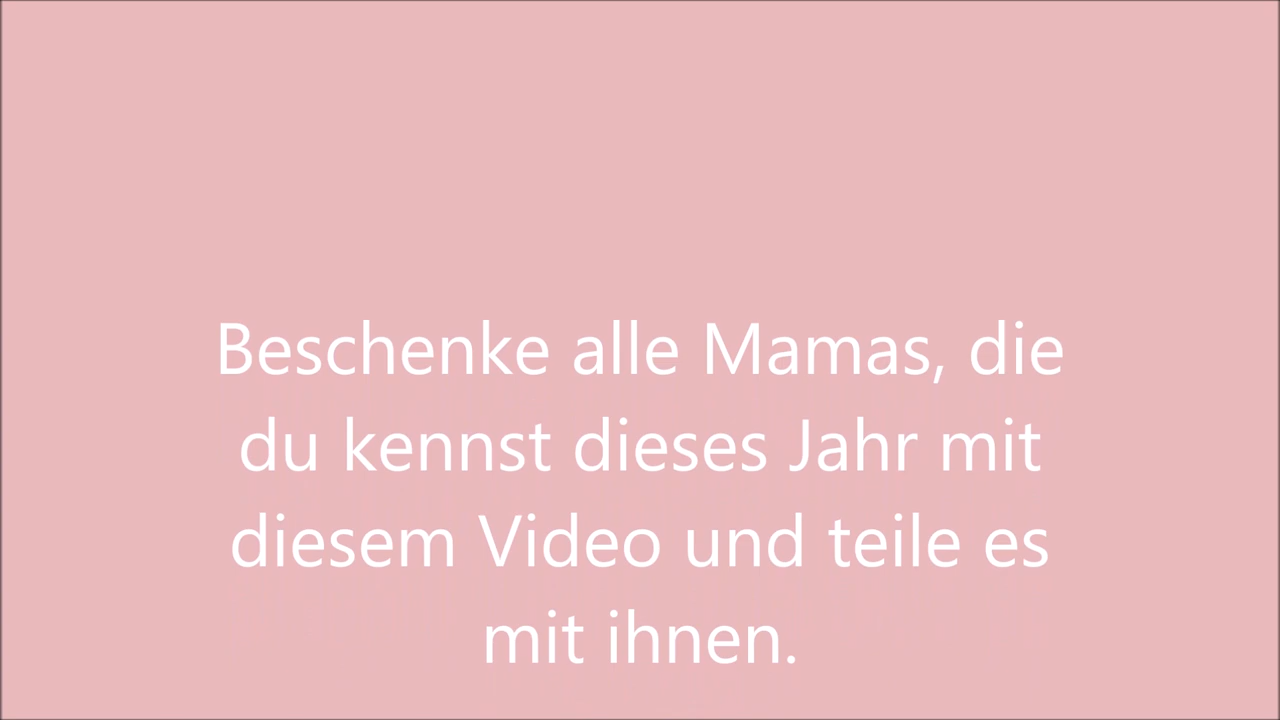 Beschenke alle Mamas, die
du kennst dieses Jahr mit
diesem Video und teile es
mit ihnen.